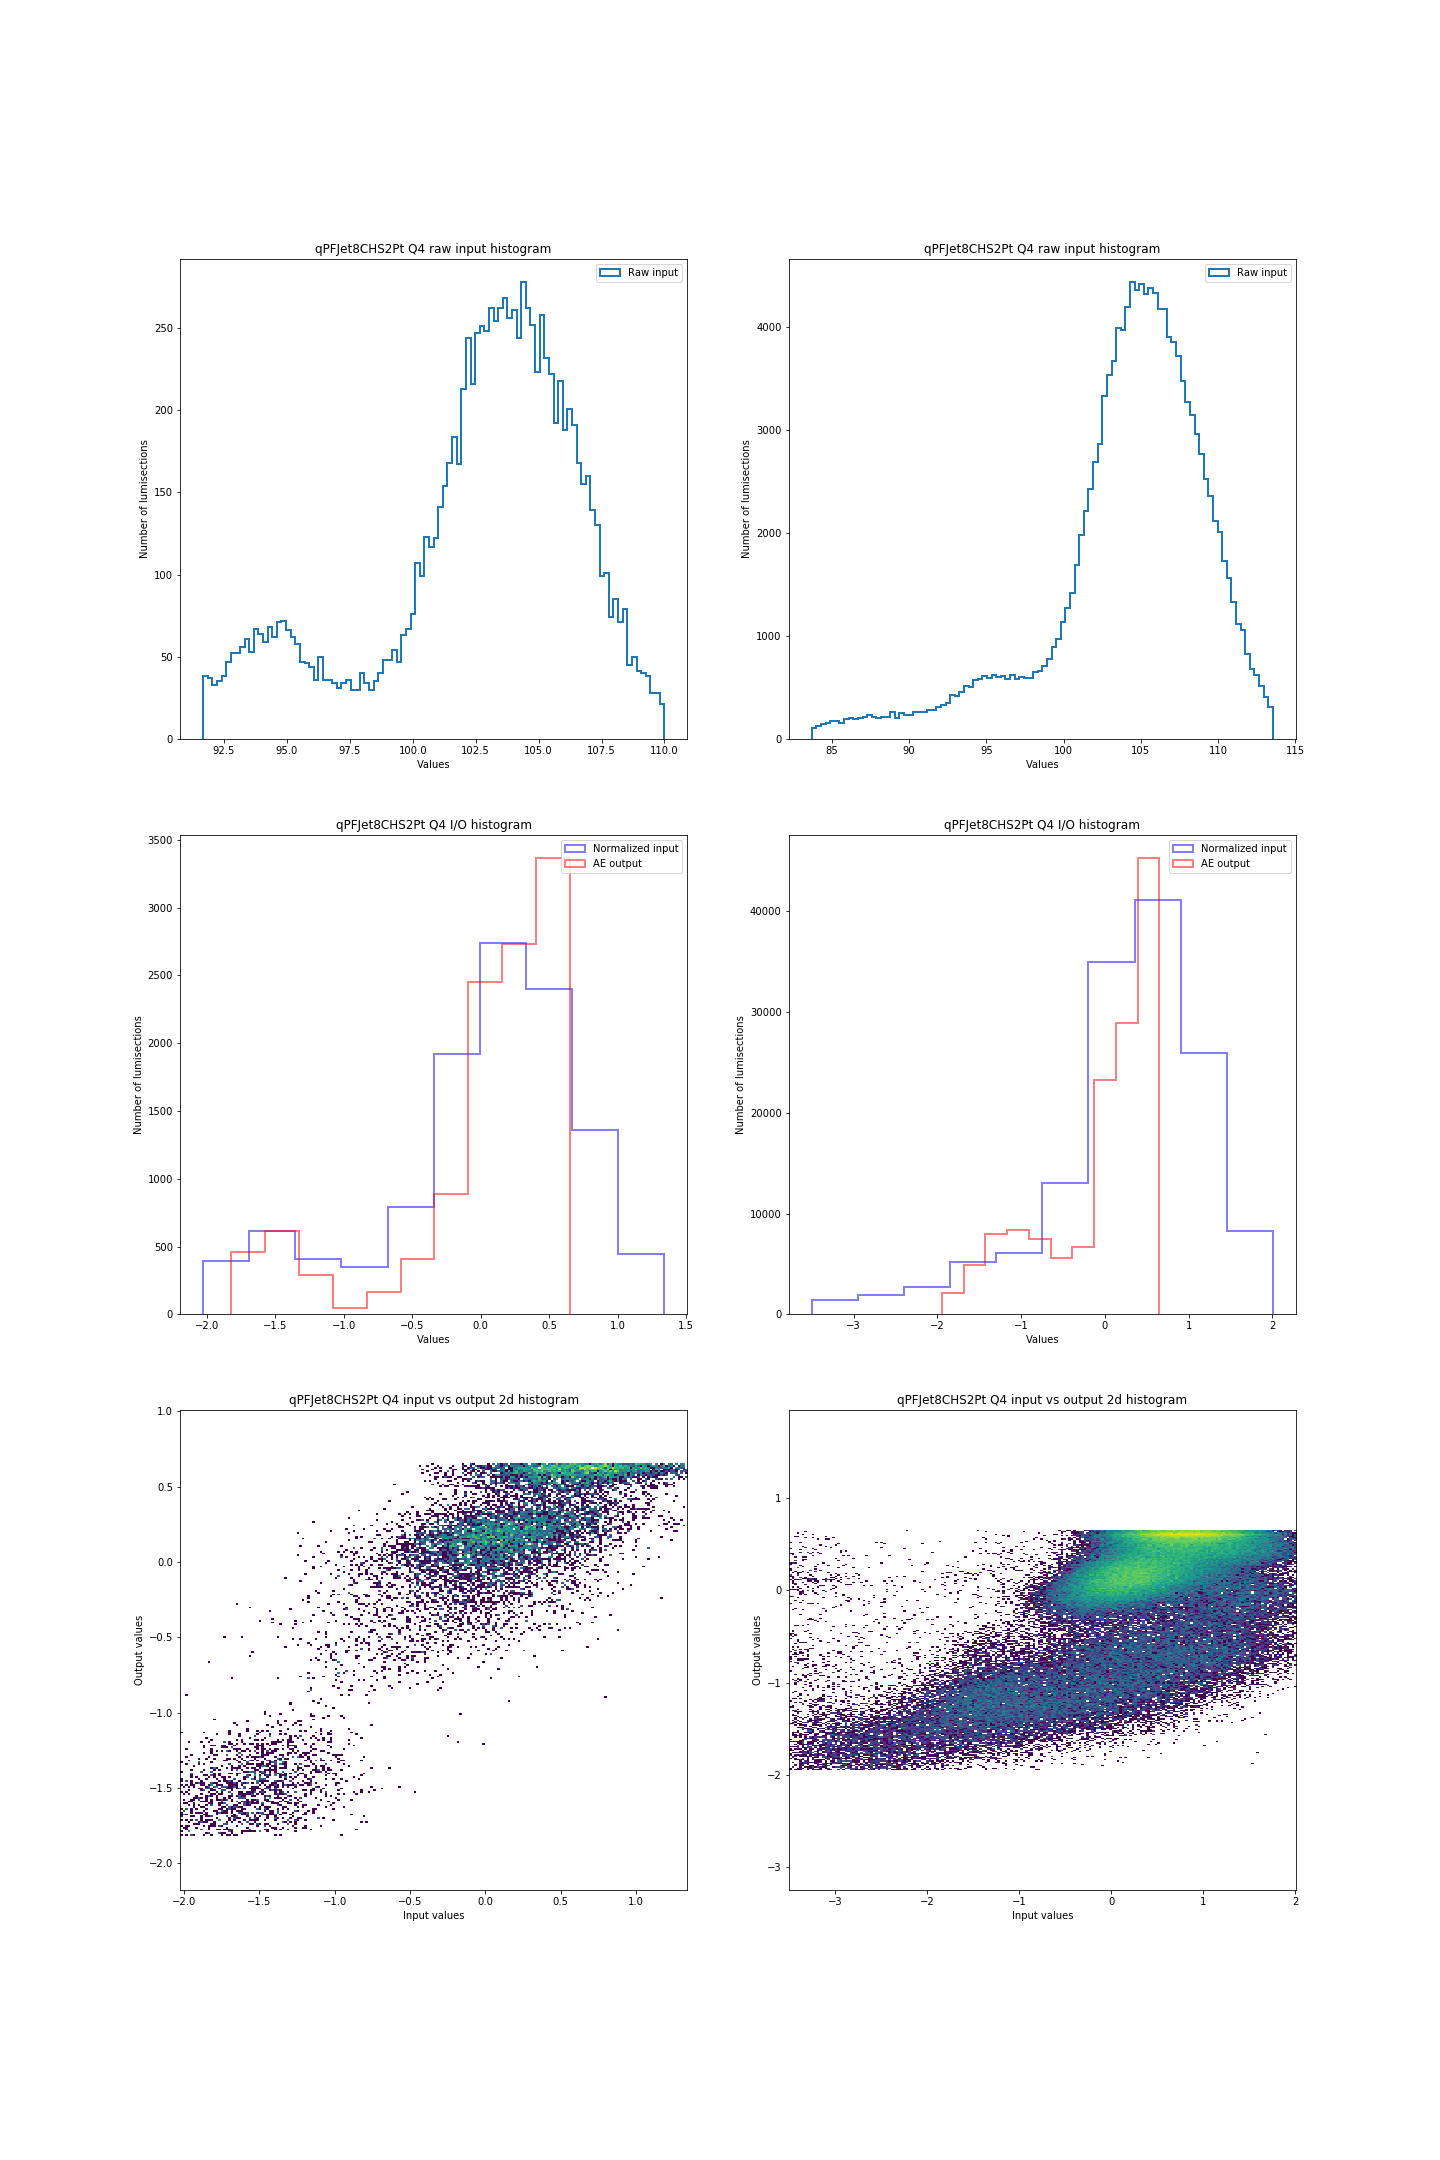 qPFJet8CHS2Pt Q4 raw input histogram
Raw input
Number of lumisections
250
200
150
100
50
0
92.5 95.0 97.5 100.0 102.5 105.0 107.5 110.0
Values
qPFJet8CHS2Pt Q4 raw input histogram
Raw input
Number of lumisections
4000
3000
2000
1000
0
85 90 95 100 105 110 115
Values
qPFJet8CHS2Pt Q4 I/O histogram
Normalized input
AE output
Number of lumisections
3500
3000
2500
2000
1500
1000
500
0
−2.0 −1.5 −1.0 −0.5 0.0 0.5 1.0 1.5
Values
qPFJet8CHS2Pt Q4 I/O histogram
Normalized input
AE output
Number of lumisections
40000
30000
20000
10000
0
−3 −2 −1 0 1 2
Values
qPFJet8CHS2Pt Q4 input vs output 2d histogram
Output values
1.0
0.5
0.0
−0.5
−1.0
−1.5
−2.0
−2.0 −1.5 −1.0 −0.5 0.0 0.5 1.0
Input values
qPFJet8CHS2Pt Q4 input vs output 2d histogram
Output values
1
0
−1
−2
−3
−3 −2 −1 0 1 2
Input values